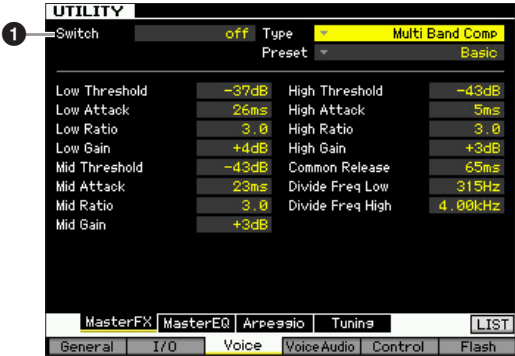 UTILITY
1 Switch off Type Multi Band Comp
Preset Basic
Low Threshold -37dB High Threshold -43dB
Low Attack 26ms High Attack 5ms
Low Ratio 3.0 High Ratio 3.0
Low Gain +4dB High Gain +3dB
Mid Threshold -43dB Common Release 65ms
Mid Attack 23ms Divide Freq Low 315Hz
Mid Ratio 3.0 Divide Freq High 4.00kHz
Mid Gain +3dB
MasterFX MasterEQ Arpeggio Tuning LIST
General I/O Voice VoiceAudio Control Flash